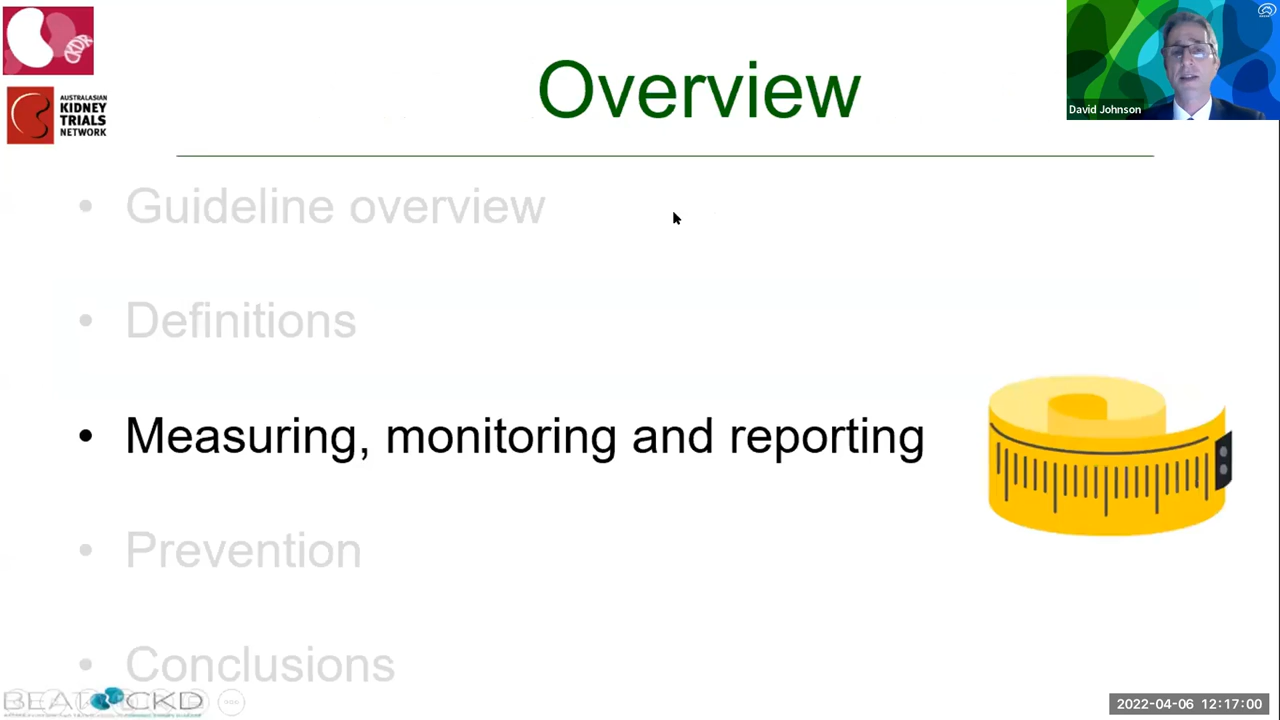 Overview
David Johnson
AUSTRALASIAN
KIDNEY
TRIALS
NETWORK
• Guideline overview
• Definitions
• Measuring, monitoring and reporting
• Prevention
• Conclusions
BEAT CKD
2022-04-06 12:17:00